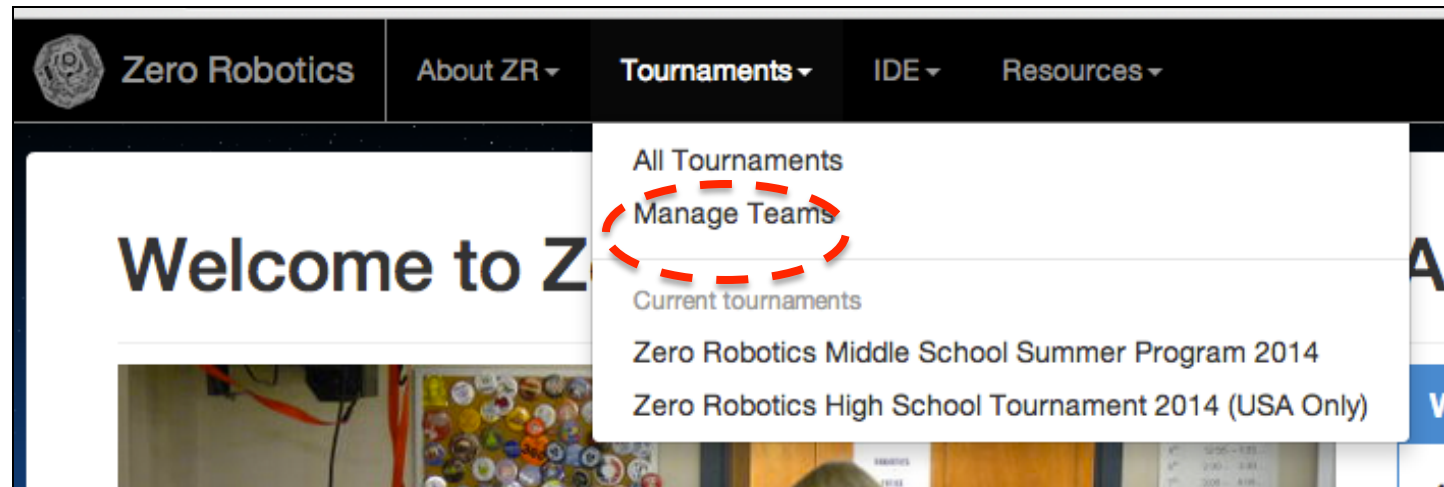 Zero Robotics About ZR Tournaments IDE Resources
All Tournaments
Manage Teams
Welcome to Z
A
Current tournaments
Zero Robotics Middle School Summer Program 2014
Zero Robotics High School Tournament 2014 (USA Only)